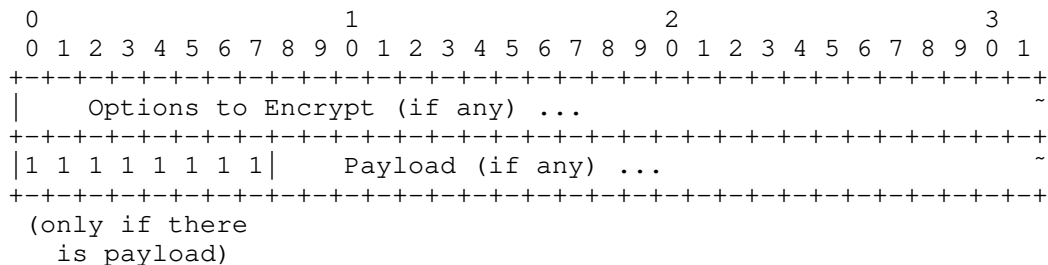 0                   1                   2                   3
 0 1 2 3 4 5 6 7 8 9 0 1 2 3 4 5 6 7 8 9 0 1 2 3 4 5 6 7 8 9 0 1
+-+-+-+-+-+-+-+-+-+-+-+-+-+-+-+-+-+-+-+-+-+-+-+-+-+-+-+-+-+-+-+-+
|    Options to Encrypt (if any) ...                            ~
+-+-+-+-+-+-+-+-+-+-+-+-+-+-+-+-+-+-+-+-+-+-+-+-+-+-+-+-+-+-+-+-+
|1 1 1 1 1 1 1 1|    Payload (if any) ...                       ~
+-+-+-+-+-+-+-+-+-+-+-+-+-+-+-+-+-+-+-+-+-+-+-+-+-+-+-+-+-+-+-+-+
 (only if there
   is payload)